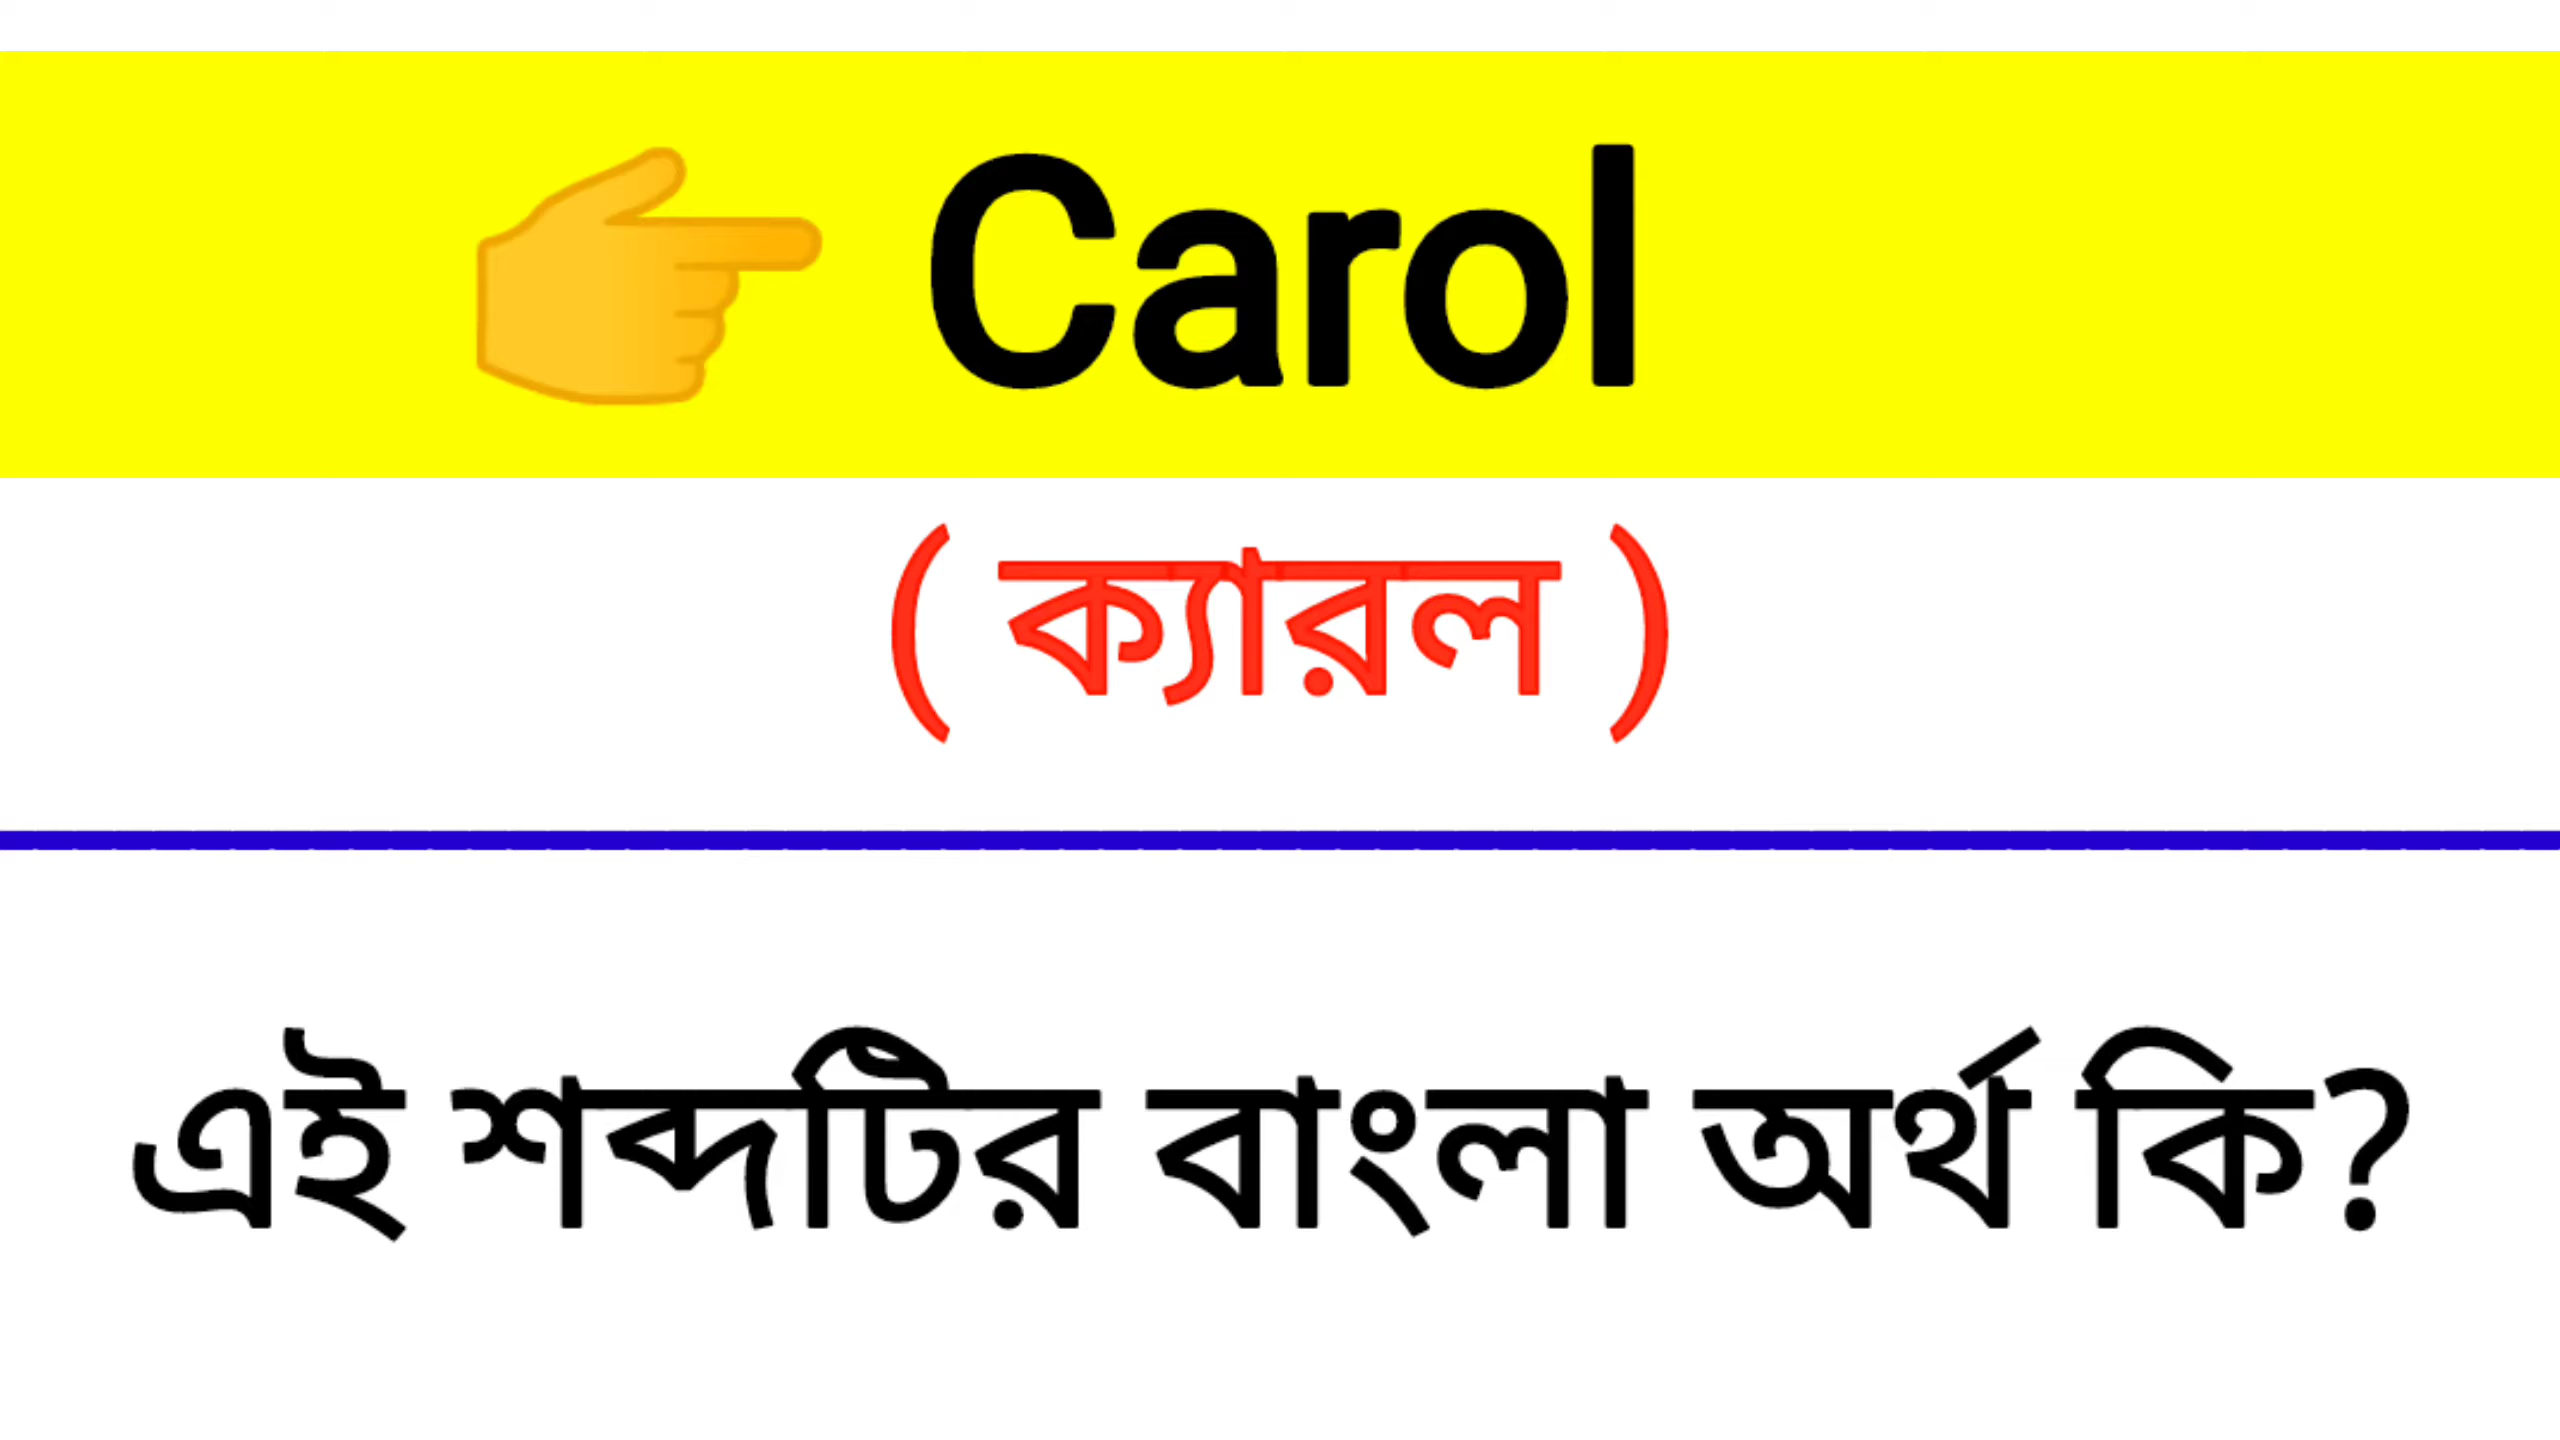 👉 Carol
( ক্যারল )
এই শব্দটির বাংলা অর্থ কি?